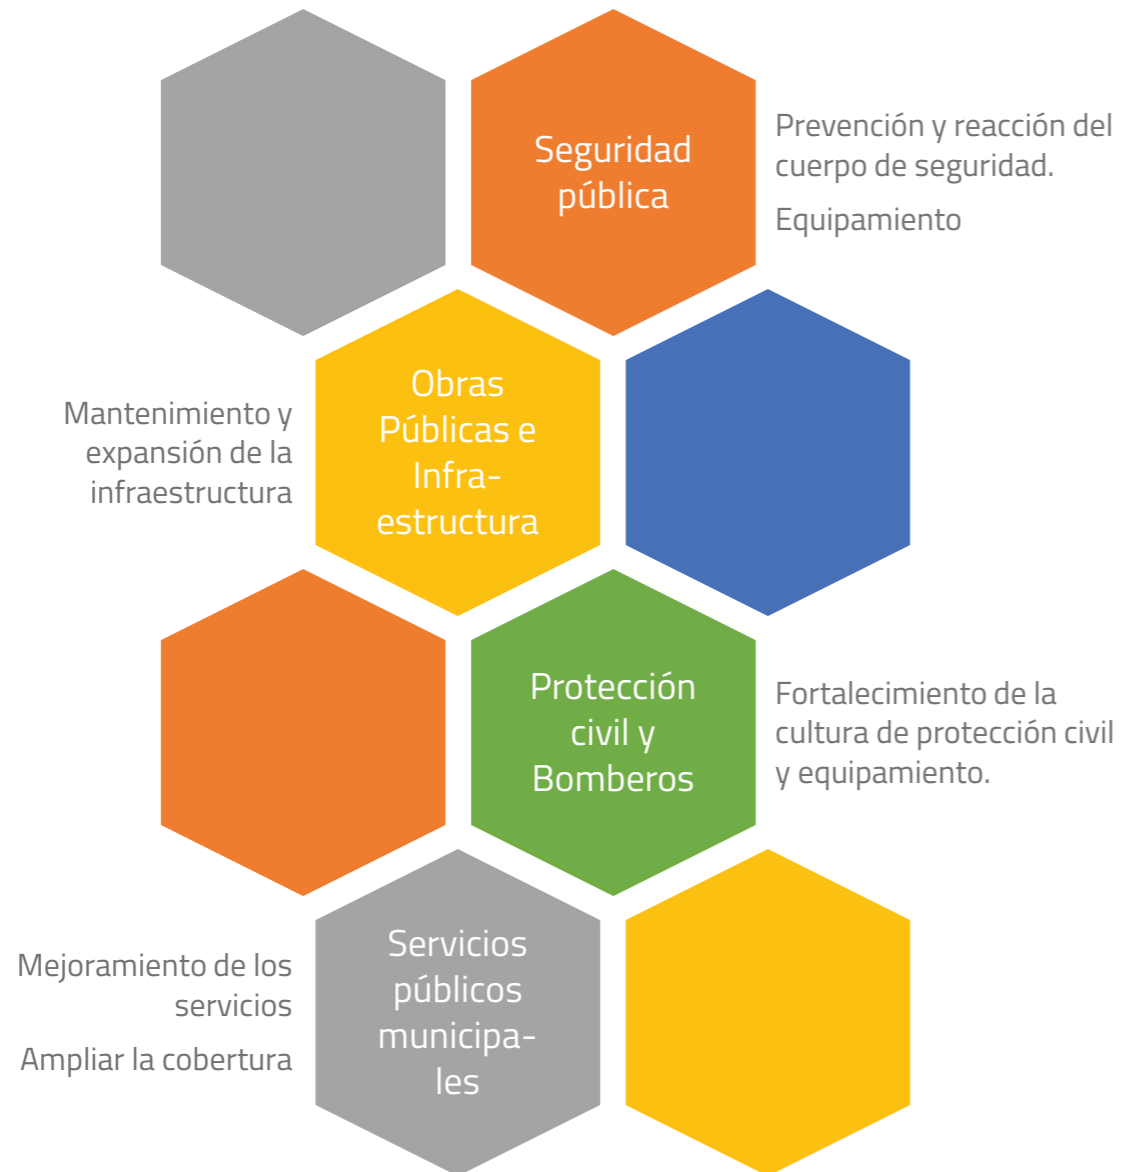 Seguridad
pública
Prevención y reacción del
cuerpo de seguridad.
Equipamiento
Obras
Públicas e
Infra-
estructura
Mantenimiento y
expansión de la
infraestructura
Protección
civil y
Bomberos
Fortalecimiento de la
cultura de protección civil
y equipamiento.
Servicios
públicos
municipa-
les
Mejoramiento de los
servicios
Ampliar la cobertura